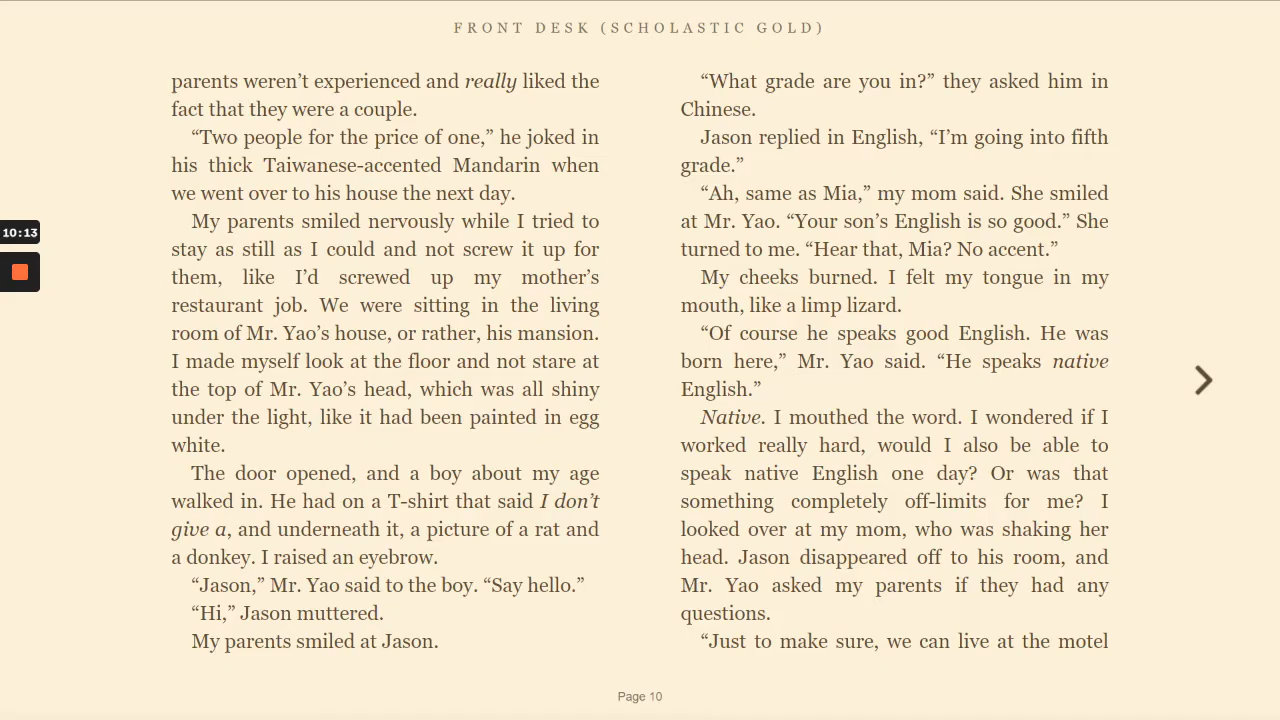 FRONT DESK (SCHOLASTIC GOLD)
parents weren’t experienced and really liked the
fact that they were a couple.
“Two people for the price of one,” he joked in
his thick Taiwanese-accented Mandarin when
we went over to his house the next day.
My parents smiled nervously while I tried to
stay as still as I could and not screw it up for
them, like I’d screwed up my mother’s
restaurant job. We were sitting in the living
room of Mr. Yao’s house, or rather, his mansion.
I made myself look at the floor and not stare at
the top of Mr. Yao’s head, which was all shiny
under the light, like it had been painted in egg
white.
The door opened, and a boy about my age
walked in. He had on a T-shirt that said I don’t
give a, and underneath it, a picture of a rat and
a donkey. I raised an eyebrow.
“Jason,” Mr. Yao said to the boy. “Say hello.”
“Hi,” Jason muttered.
My parents smiled at Jason.
“What grade are you in?” they asked him in
Chinese.
Jason replied in English, “I’m going into fifth
grade.”
“Ah, same as Mia,” my mom said. She smiled
at Mr. Yao. “Your son’s English is so good.” She
turned to me. “Hear that, Mia? No accent.”
My cheeks burned. I felt my tongue in my
mouth, like a limp lizard.
“Of course he speaks good English. He was
born here,” Mr. Yao said. “He speaks native
English.”
Native. I mouthed the word. I wondered if I
worked really hard, would I also be able to
speak native English one day? Or was that
something completely off-limits for me? I
looked over at my mom, who was shaking her
head. Jason disappeared off to his room, and
Mr. Yao asked my parents if they had any
questions.
“Just to make sure, we can live at the motel
10:13
Page 10